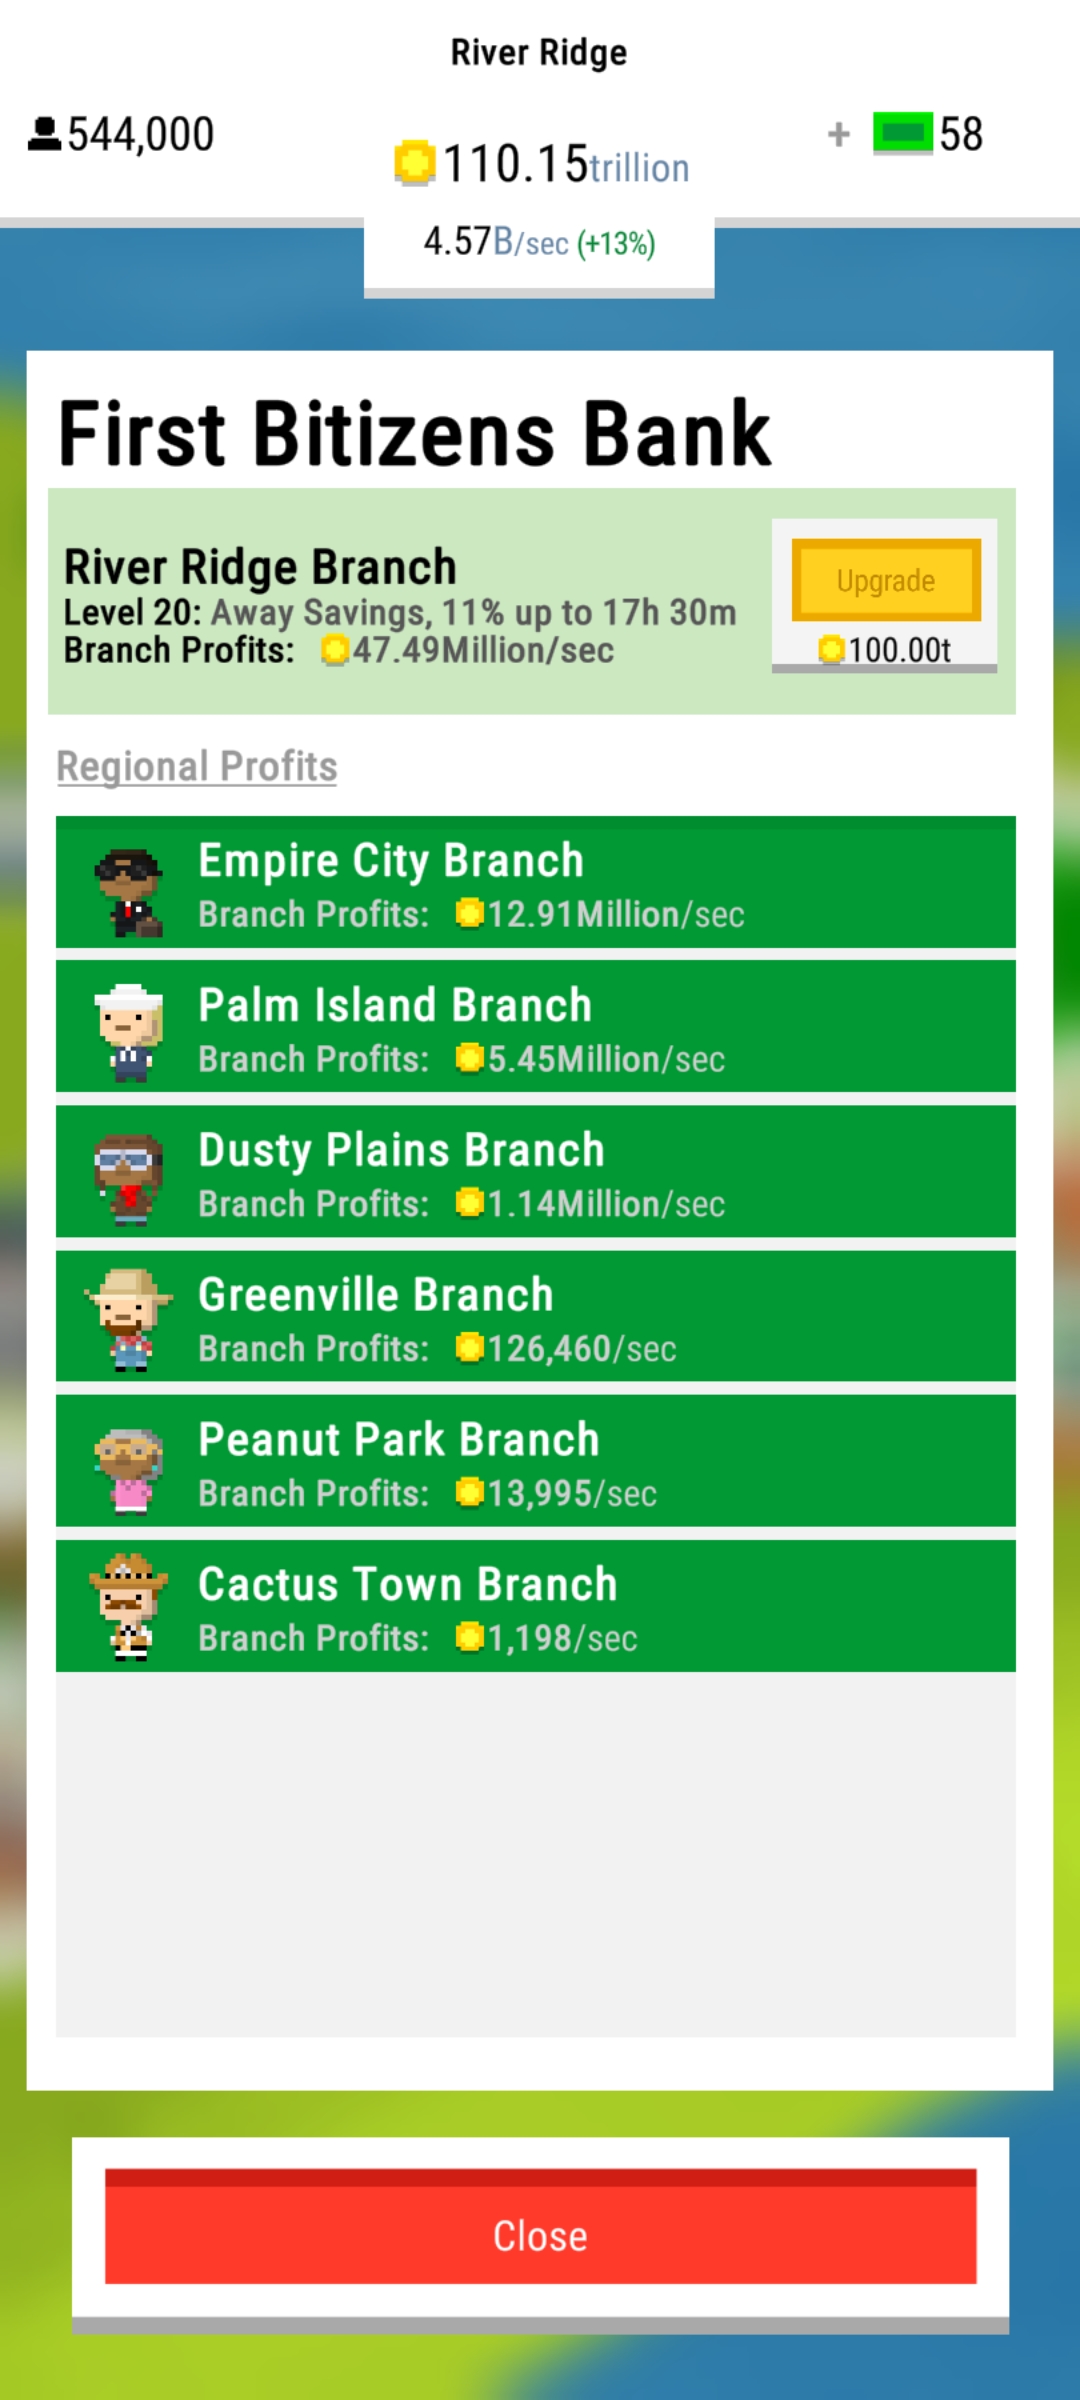 River Ridge
544,000
110.15trillion
+ 58
4.57B/sec (+13%)
First Bitizens Bank
River Ridge Branch
Level 20: Away Savings, 11% up to 17h 30m
Branch Profits: 47.49Million/sec
Upgrade
100.00t
Regional Profits
Empire City Branch
Branch Profits: 12.91Million/sec
Palm Island Branch
Branch Profits: 5.45Million/sec
Dusty Plains Branch
Branch Profits: 1.14Million/sec
Greenville Branch
Branch Profits: 126,460/sec
Peanut Park Branch
Branch Profits: 13,995/sec
Cactus Town Branch
Branch Profits: 1,198/sec
Close